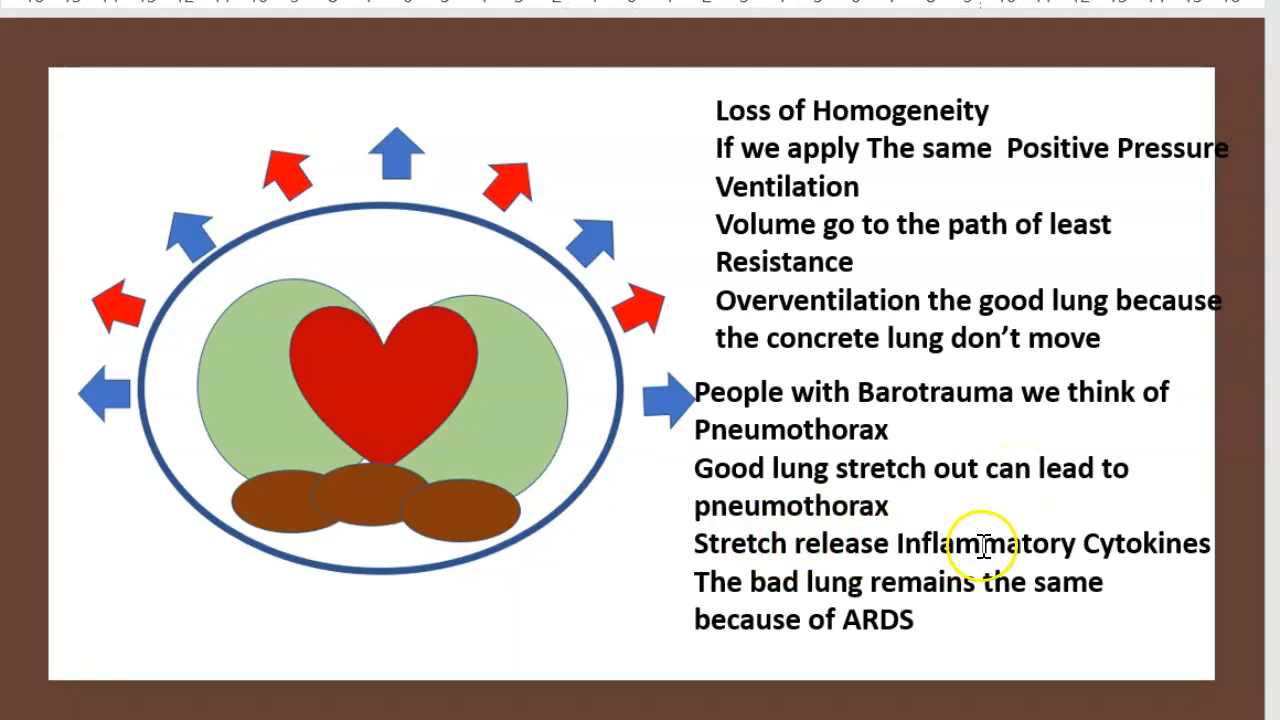 Loss of Homogeneity
If we apply The same Positive Pressure
Ventilation
Volume go to the path of least
Resistance
Overventilation the good lung because
the concrete lung don’t move
People with Barotrauma we think of
Pneumothorax
Good lung stretch out can lead to
pneumothorax
Stretch release Inflammatory Cytokines
The bad lung remains the same
because of ARDS